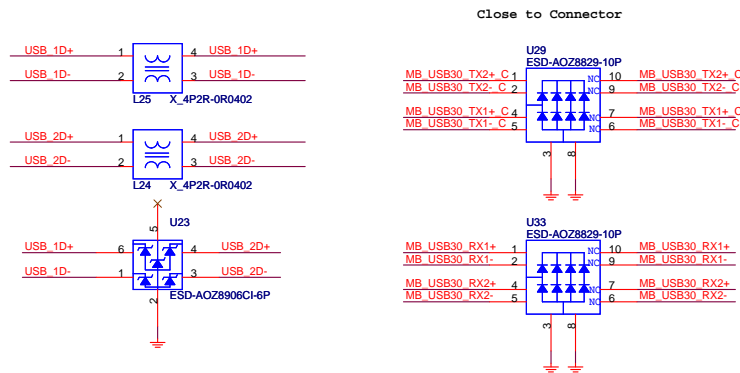 Close to Connector
USB_1D+ 1 4 USB_1D+
USB_1D- 2 3 USB_1D-
L25 X_4P2R-0R0402
USB_2D+ 1 4 USB_2D+
USB_2D- 2 3 USB_2D-
L24 X_4P2R-0R0402
U23
5
USB_1D+ 6 4 USB_2D+
USB_1D- 1 3 USB_2D-
2
ESD-AOZ8906CI-6P
U29
ESD-AOZ8829-10P
MB_USB30_TX2+_C 1 NC 10 MB_USB30_TX2+_C
MB_USB30_TX2-_C 2 NC 9 MB_USB30_TX2-_C
MB_USB30_TX1+_C 4 NC 7 MB_USB30_TX1+_C
MB_USB30_TX1-_C 5 NC 6 MB_USB30_TX1-_C
3 8
U33
ESD-AOZ8829-10P
MB_USB30_RX1+ 1 NC 10 MB_USB30_RX1+
MB_USB30_RX1- 2 NC 9 MB_USB30_RX1-
MB_USB30_RX2+ 4 NC 7 MB_USB30_RX2+
MB_USB30_RX2- 5 NC 6 MB_USB30_RX2-
3 8